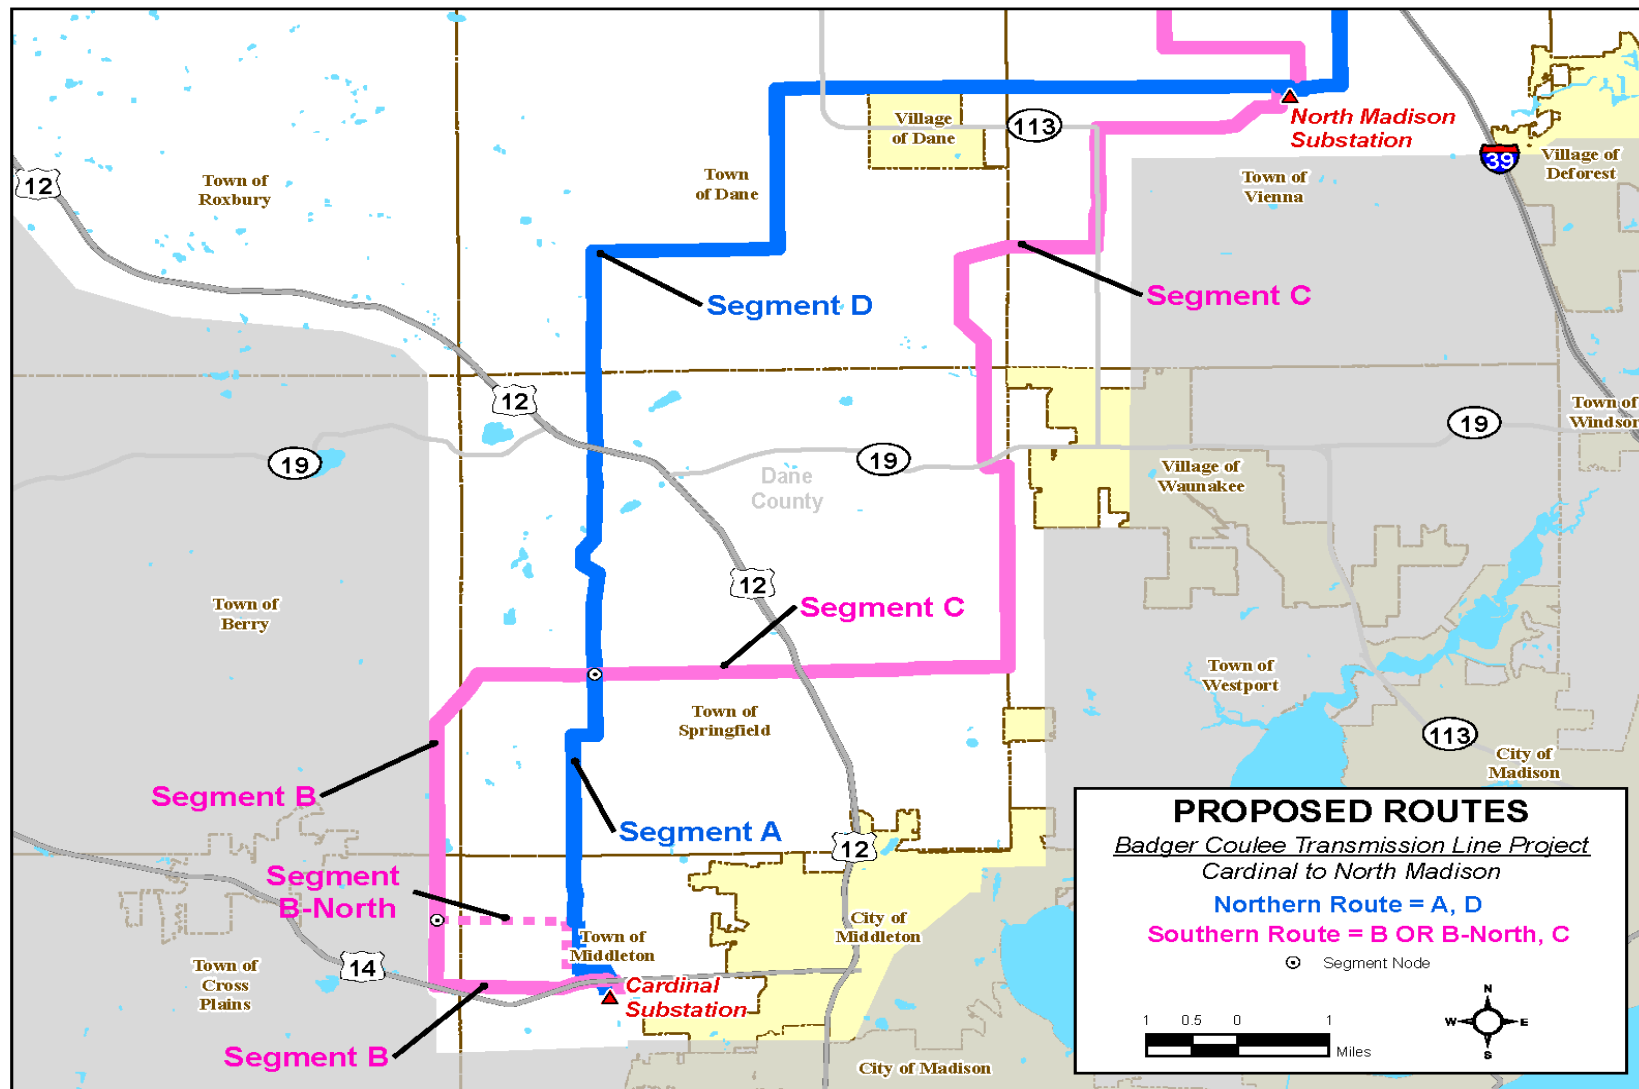 North Madison
Substation
113
Village
of Dane
39
Village of
Deforest
12
Town of
Roxbury
Town
of Dane
Town of
Vienna
Segment D
Segment C
12
Town of
Windsor
19
19
19
Village of
Waunakee
Dane
County
12
Town of
Berry
Segment C
Town of
Westport
Town of
Springfield
113
City of
Madison
Segment B
Segment A
12
Segment
B-North
City of
Middleton
Town of
Middleton
14
Town of
Cross
Plains
Cardinal
Substation
Segment B
City of Madison
PROPOSED ROUTES
Badger Coulee Transmission Line Project
Cardinal to North Madison
Northern Route = A, D
Southern Route = B OR B-North, C
Segment Node
1 0.5 0 1
Miles
N
W E
S